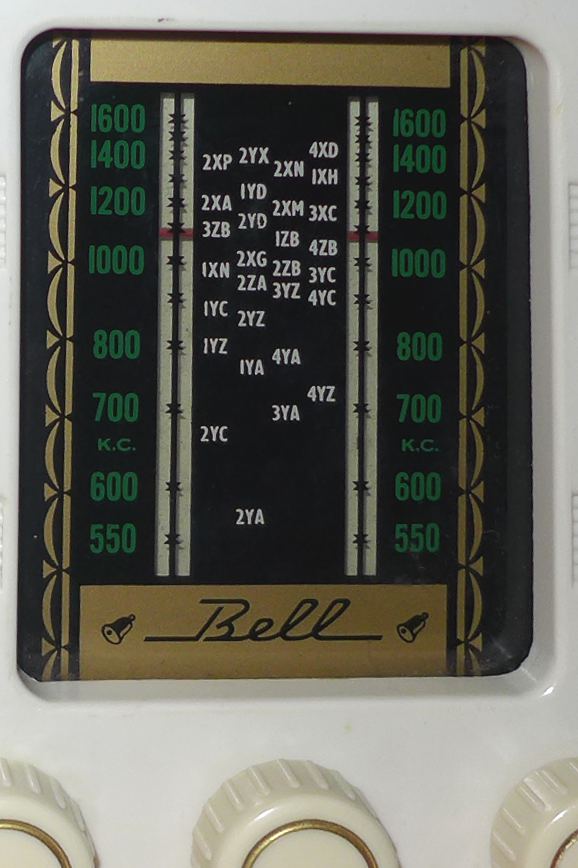 1600 1600
1400 2XP 2YX 2XN 4XD 1400
1XH
1YD
1200 2XA 2XM 3XC 1200
3ZB 2YD
1ZB 4ZB
1000 1XN 2XG 2ZB 3YC 1000
2ZA 3YZ 4YC
1YC 2YZ
800 1YZ 4YA 800
1YA
700 3YA 4YZ 700
K.C. 2YC K.C.
600 600
2YA
550 550
Bell